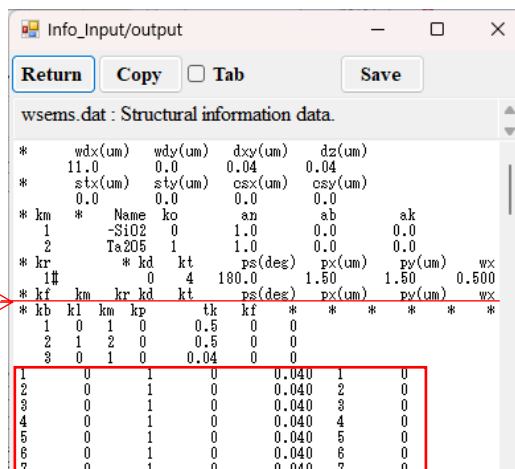 Info_Input/output
Return Copy Tab Save
wsems.dat : Structural information data.
* wdx(um) wdy(um) dxy(um) dz(um)
11.0 0.0 0.04 0.04
* stx(um) sty(um) csx(um) csy(um)
0.0 0.0 0.0 0.0
* km * Name ko an ab ak
1 -SiO2 0 1.0 0.0 0.0
2 Ta2O5 1 1.0 0.0 0.0
* kr * kd kt ps(deg) px(um) py(um) wx
1# 0 4 180.0 1.50 1.50 0.500
* kf km kr kd kt ps(deg) px(um) py(um) wx
* kb kl km kp tk kf * * * * *
1 0 1 0 0.5 0 0
2 1 2 0 0.5 0 0
3 0 1 0 0.04 0 0
1 0 1 0 0.040 1 0
2 0 1 0 0.040 2 0
3 0 1 0 0.040 3 0
4 0 1 0 0.040 4 0
5 0 1 0 0.040 5 0
6 0 1 0 0.040 6 0
7 0 1 0 0.040 7 0